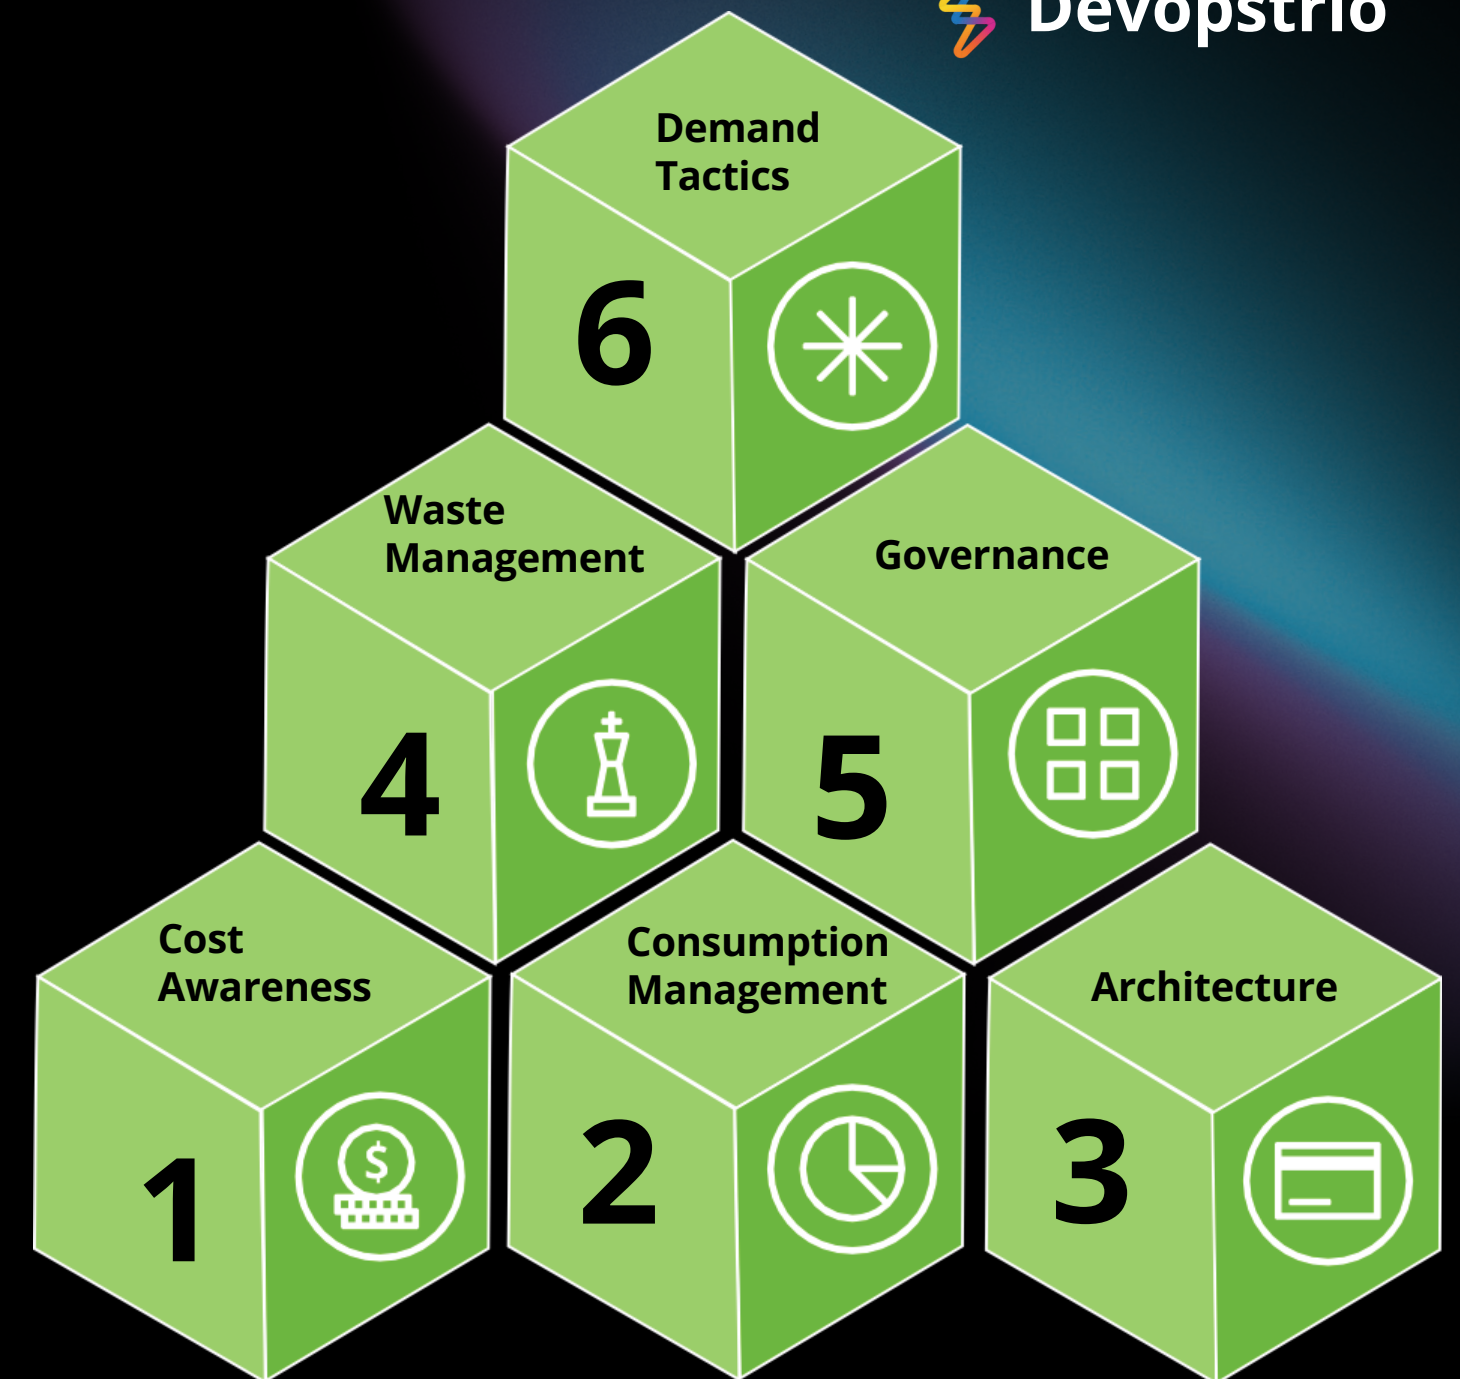 Devopstrio
Demand
Tactics
6
Waste
Management
Governance
4
5
Cost
Awareness
Consumption
Management
Architecture
1
$
2
3